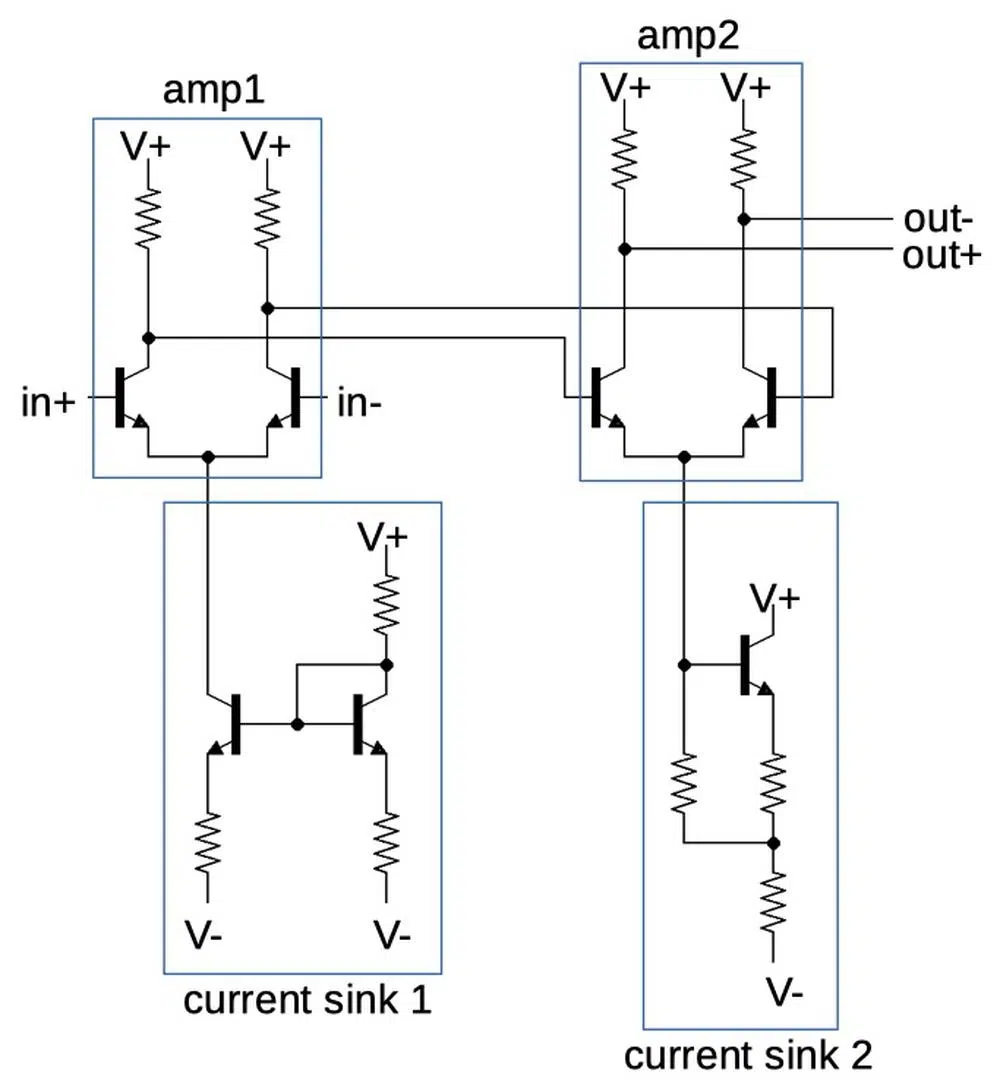 amp2
amp1
V+ V+
V+ V+
out-
out+
in+ in-
V+
V+
V- V-
V-
current sink 1
current sink 2